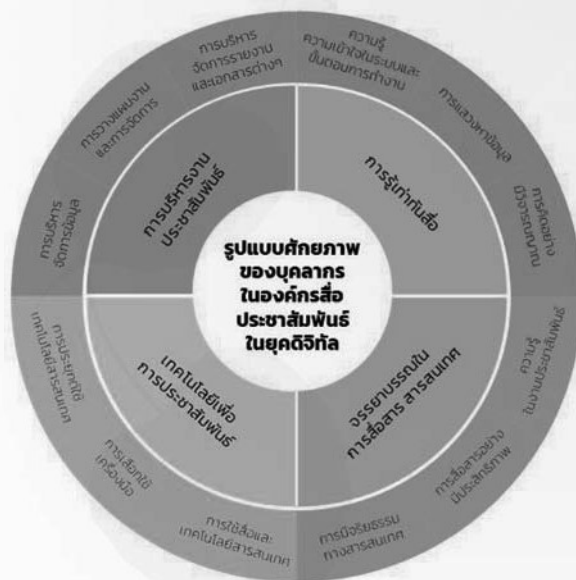 รูปแบบศักยภาพ
ของบุคลากร
ในองค์กรสื่อ
ประชาสัมพันธ์
ในยุคดิจิทัล
การบริหารงาน
ประชาสัมพันธ์
การรู้เท่าทันสื่อ
จรรยาบรรณใน
การสื่อสาร สารสนเทศ
เทคโนโลยีเพื่อ
การประชาสัมพันธ์
การบริหาร
จัดการข้อมูล
การวางแผนงาน
และการจัดการ
การบริหาร
จัดการรายงาน
และเอกสารต่างๆ
ความรู้
ความเข้าใจในระบบและ
ขั้นตอนการทำงาน
การแสวงหาข้อมูล
การคิดอย่าง
มีวิจารณญาณ
ความรู้
ในงานประชาสัมพันธ์
การสื่อสารอย่าง
มีประสิทธิภาพ
การมีจริยธรรม
ทางสารสนเทศ
การใช้สื่อและ
เทคโนโลยีสารสนเทศ
การเลือกใช้
เครื่องมือ
การประยุกต์ใช้
เทคโนโลยีสารสนเทศ